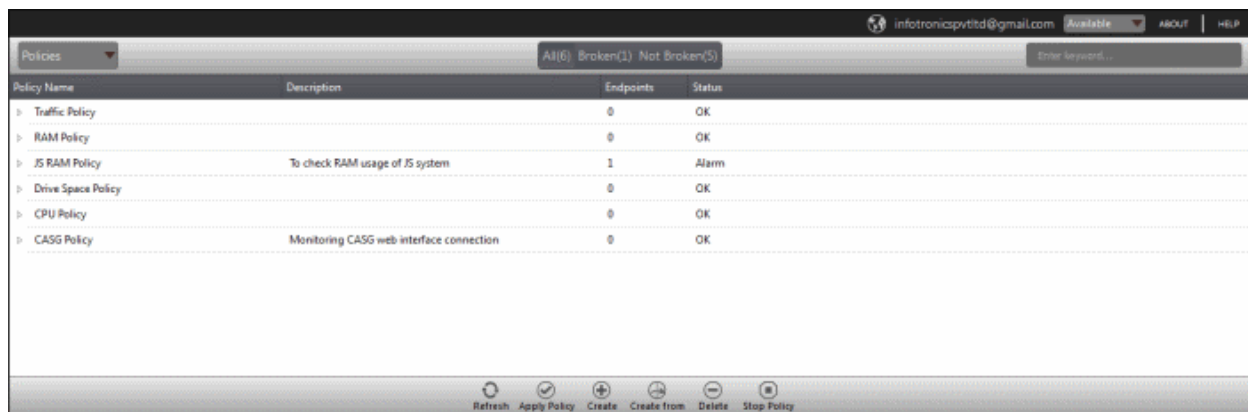 infotronicspvtltd@gmail.com Available ABOUT HELP
Policies All(6) Broken(1) Not Broken(5) Enter keyword...
Policy Name Description Endpoints Status
Traffic Policy 0 OK
RAM Policy 0 OK
JS RAM Policy To check RAM usage of JS system 1 Alarm
Drive Space Policy 0 OK
CPU Policy 0 OK
CASG Policy Monitoring CASG web interface connection 0 OK
Refresh Apply Policy Create Create from Delete Stop Policy